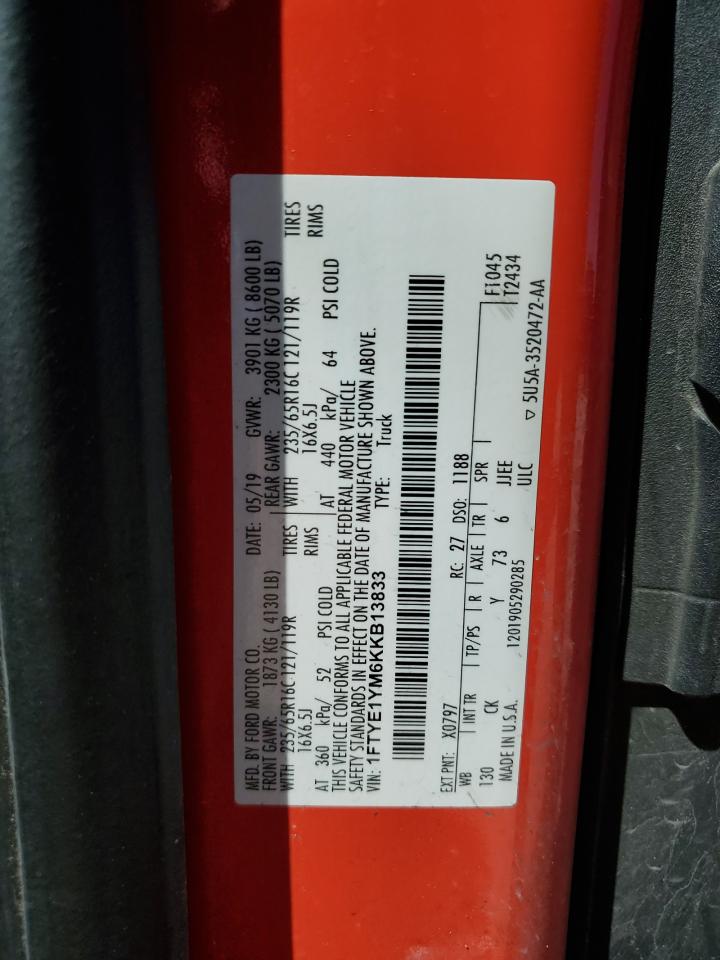 MFD. BY FORD MOTOR CO. DATE: 05/19 GVWR: 3901 KG ( 8600 LB)
FRONT GAWR: 1873 KG ( 4130 LB) REAR GAWR: 2300 KG ( 5070 LB)
WITH 235/65R16C 121/119R TIRES WITH 235/65R16C 121/119R TIRES
16X6.5J RIMS 16X6.5J RIMS
AT 360 kPa/ 52 PSI COLD AT 440 kPa/ 64 PSI COLD
THIS VEHICLE CONFORMS TO ALL APPLICABLE FEDERAL MOTOR VEHICLE
SAFETY STANDARDS IN EFFECT ON THE DATE OF MANUFACTURE SHOWN ABOVE.
VIN: 1FTYE1YM6KKB13833 TYPE: Truck
EXT PNT: X0797 RC: 27 DSO: 1188
WB INT TR TP/PS R AXLE TR SPR F1045
130 CK Y 73 6 JJEE T2434
MADE IN U.S.A. 1201905290285 ULC
▽ 5U5A-3520472-AA